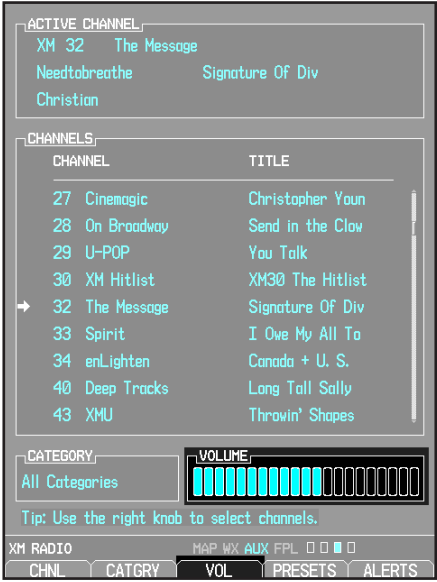 ACTIVE CHANNEL
XM 32 The Message
Needtobreathe Signature Of Div
Christian
CHANNELS
CHANNEL TITLE
27 Cinemagic Christopher Youn
28 On Broadway Send in the Clow
29 U-POP You Talk
30 XM Hitlist XM30 The Hitlist
32 The Message Signature Of Div
33 Spirit I Owe My All To
34 enLighten Canada + U. S.
40 Deep Tracks Long Tall Sally
43 XMU Throwin' Shapes
CATEGORY VOLUME
All Categories
Tip: Use the right knob to select channels.
XM RADIO MAP WX AUX FPL
CHNL CATGRY VOL PRESETS ALERTS